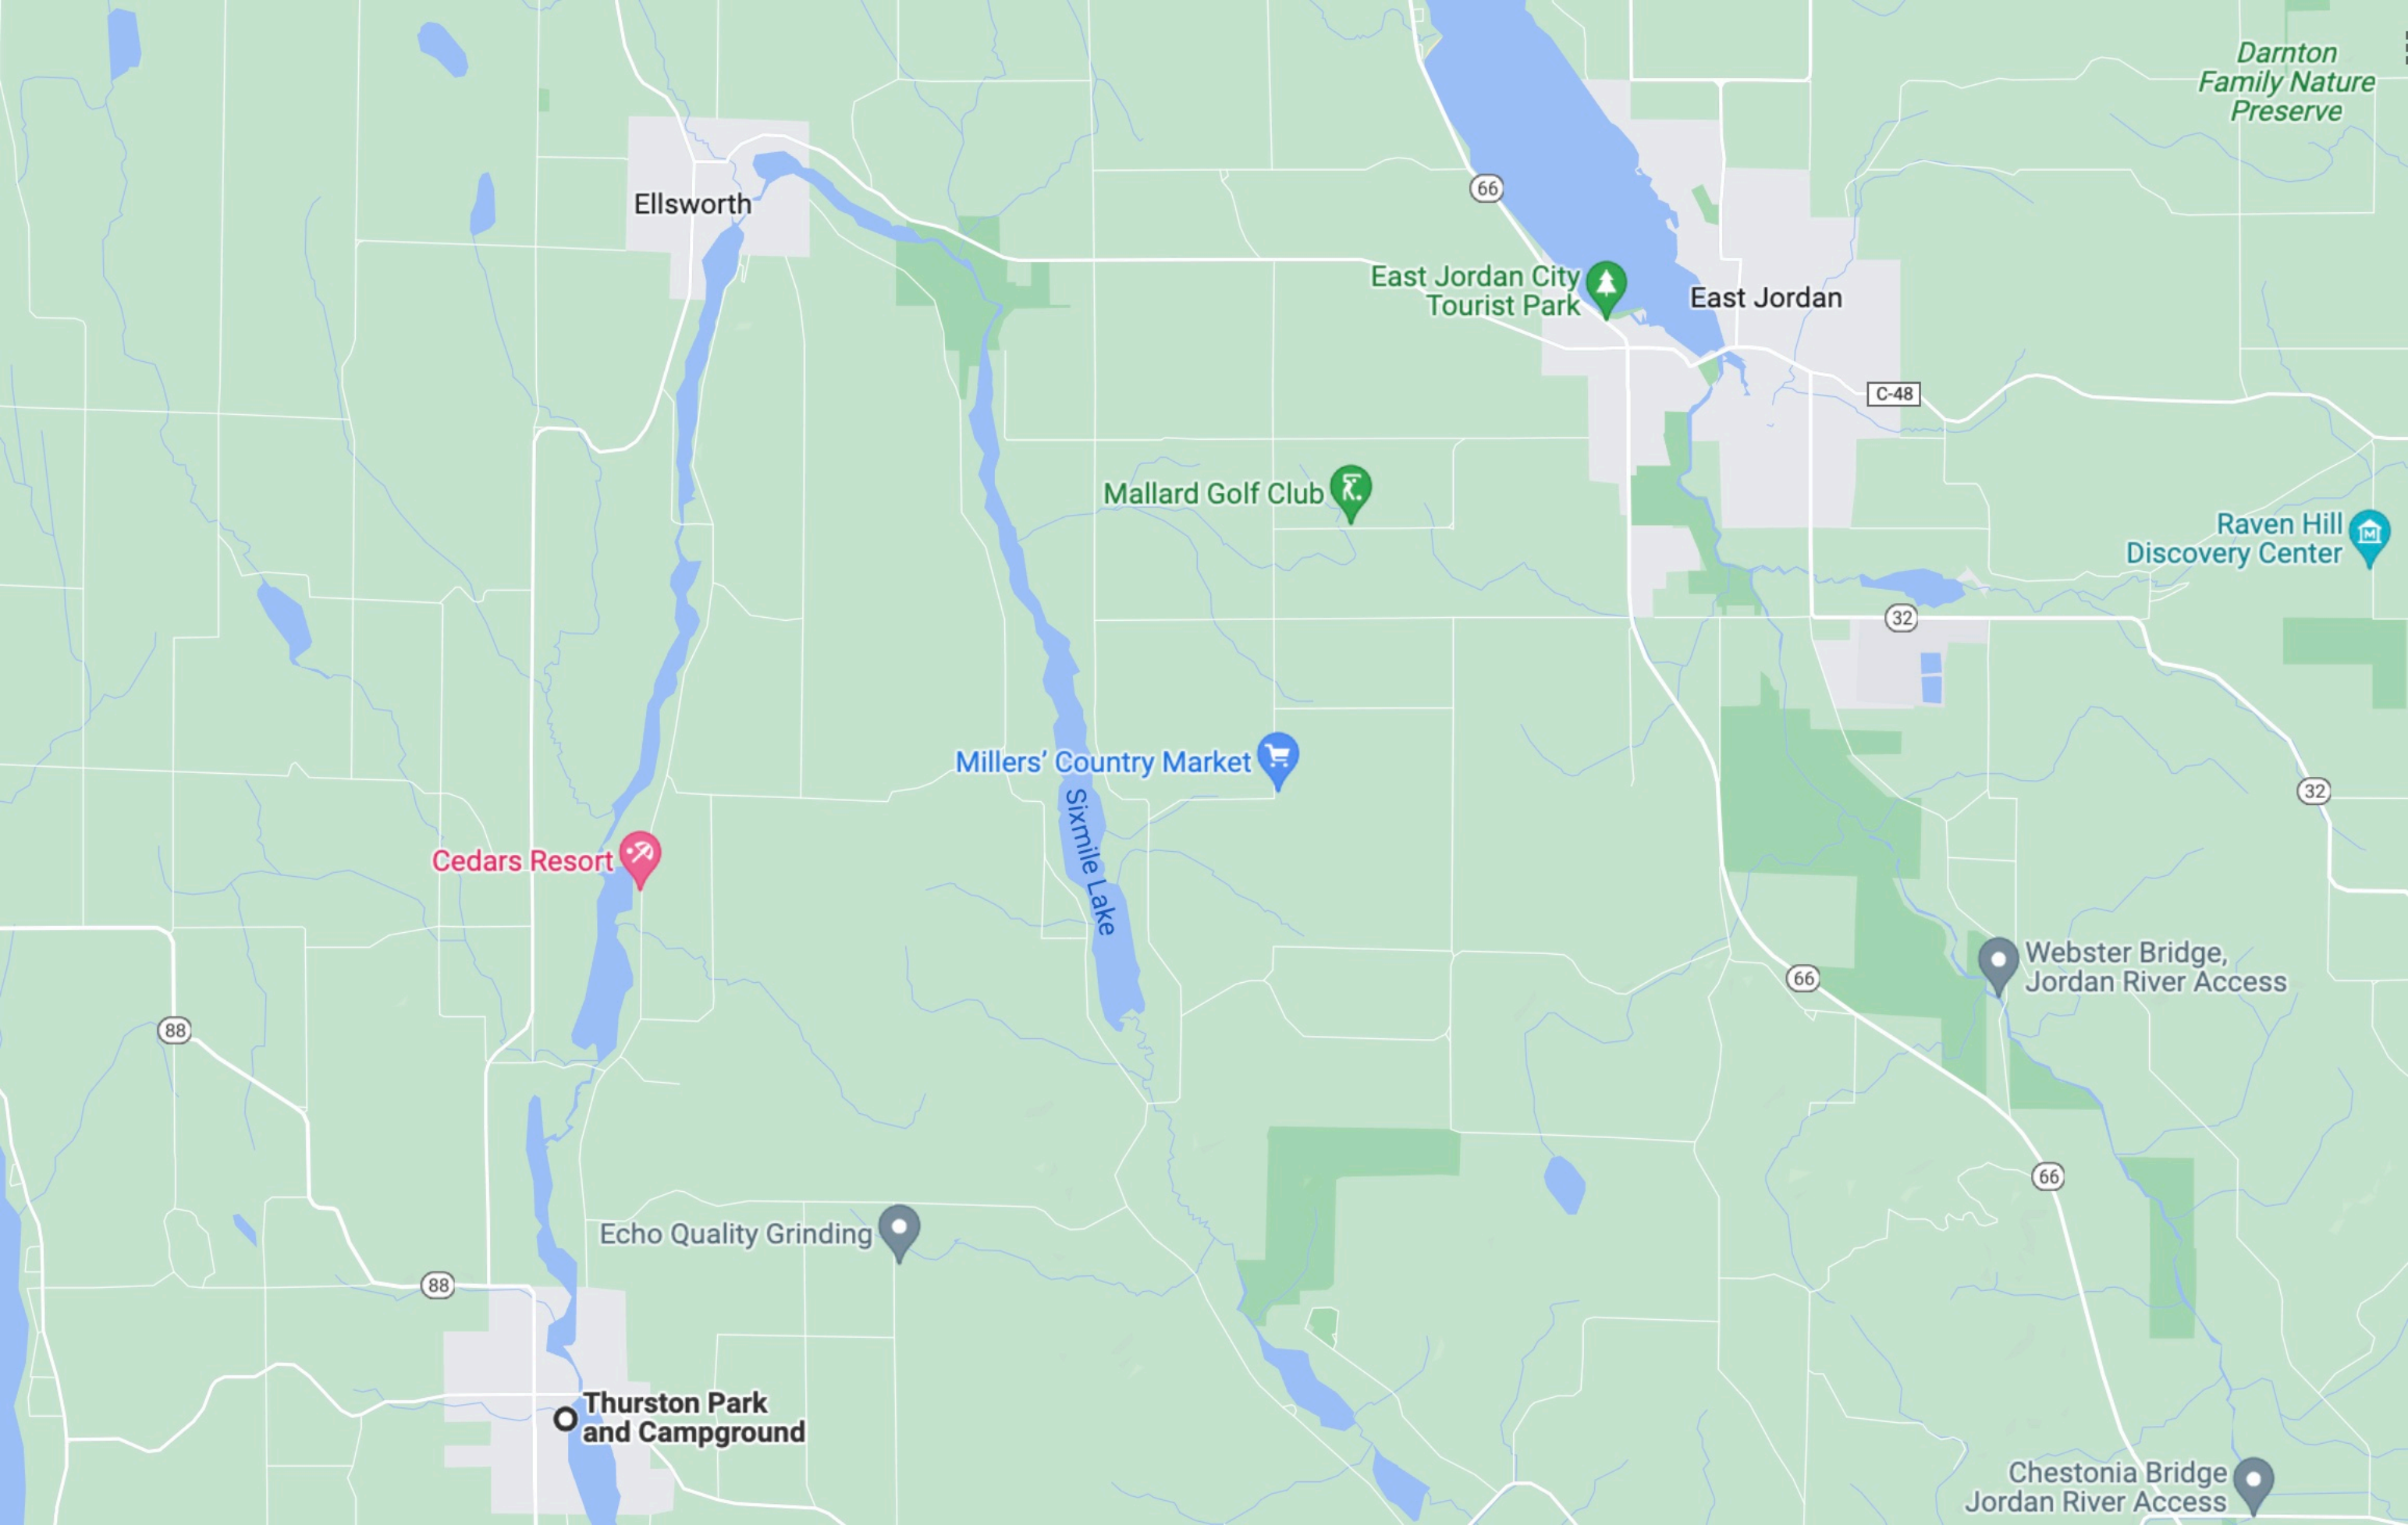 Darnton
Family Nature
Preserve
66
Ellsworth
East Jordan City
Tourist Park
East Jordan
C-48
Mallard Golf Club
Raven Hill
Discovery Center
32
Millers’ Country Market
32
Sixmile Lake
Cedars Resort
Webster Bridge,
Jordan River Access
66
88
66
Echo Quality Grinding
88
Thurston Park
and Campground
Chestonia Bridge
Jordan River Access